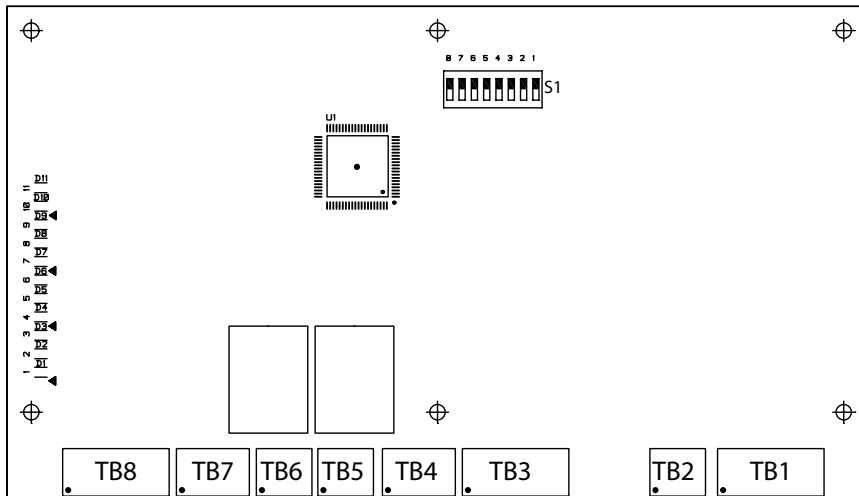 8 7 6 5 4 3 2 1
S1
U1
11 D11
10 D10
9 D9
8 D8
7 D7
6 D6
5 D5
4 D4
3 D3
2 D2
1 D1
TB8 TB7 TB6 TB5 TB4 TB3 TB2 TB1